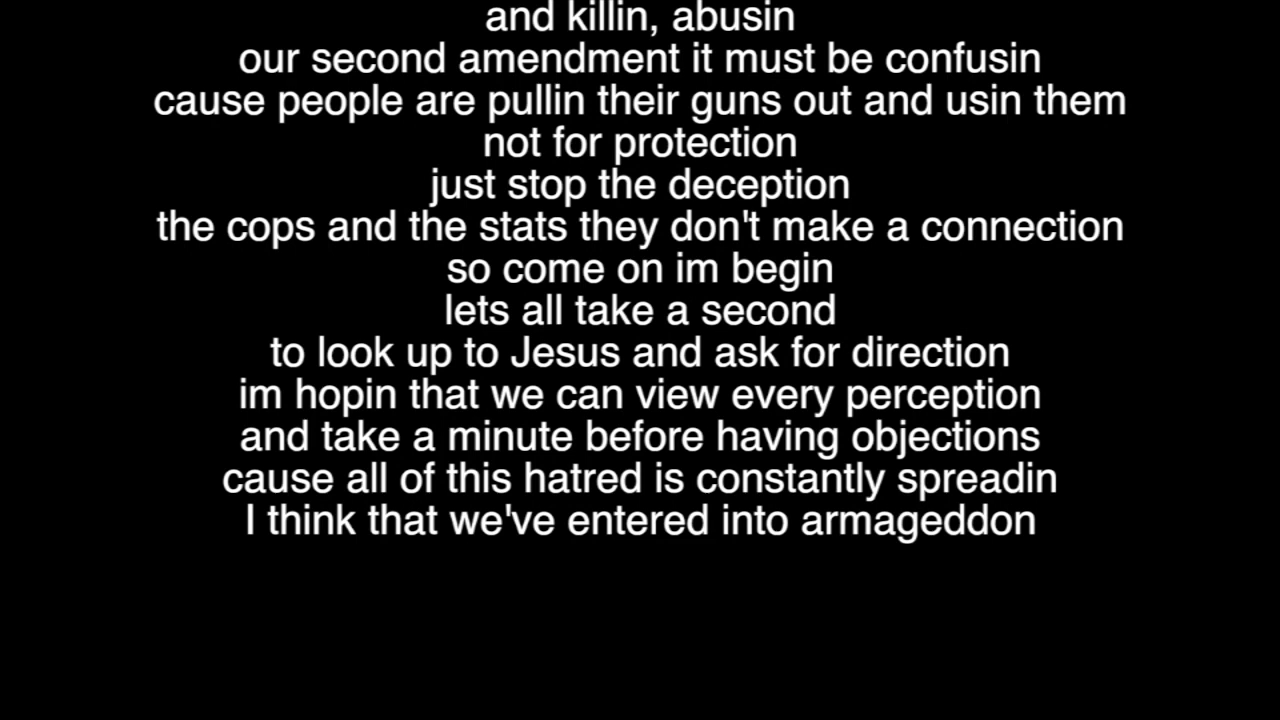 and killin, abusin
our second amendment it must be confusin
cause people are pullin their guns out and usin them
not for protection
just stop the deception
the cops and the stats they don't make a connection
so come on im begin
lets all take a second
to look up to Jesus and ask for direction
im hopin that we can view every perception
and take a minute before having objections
cause all of this hatred is constantly spreadin
I think that we've entered into armageddon